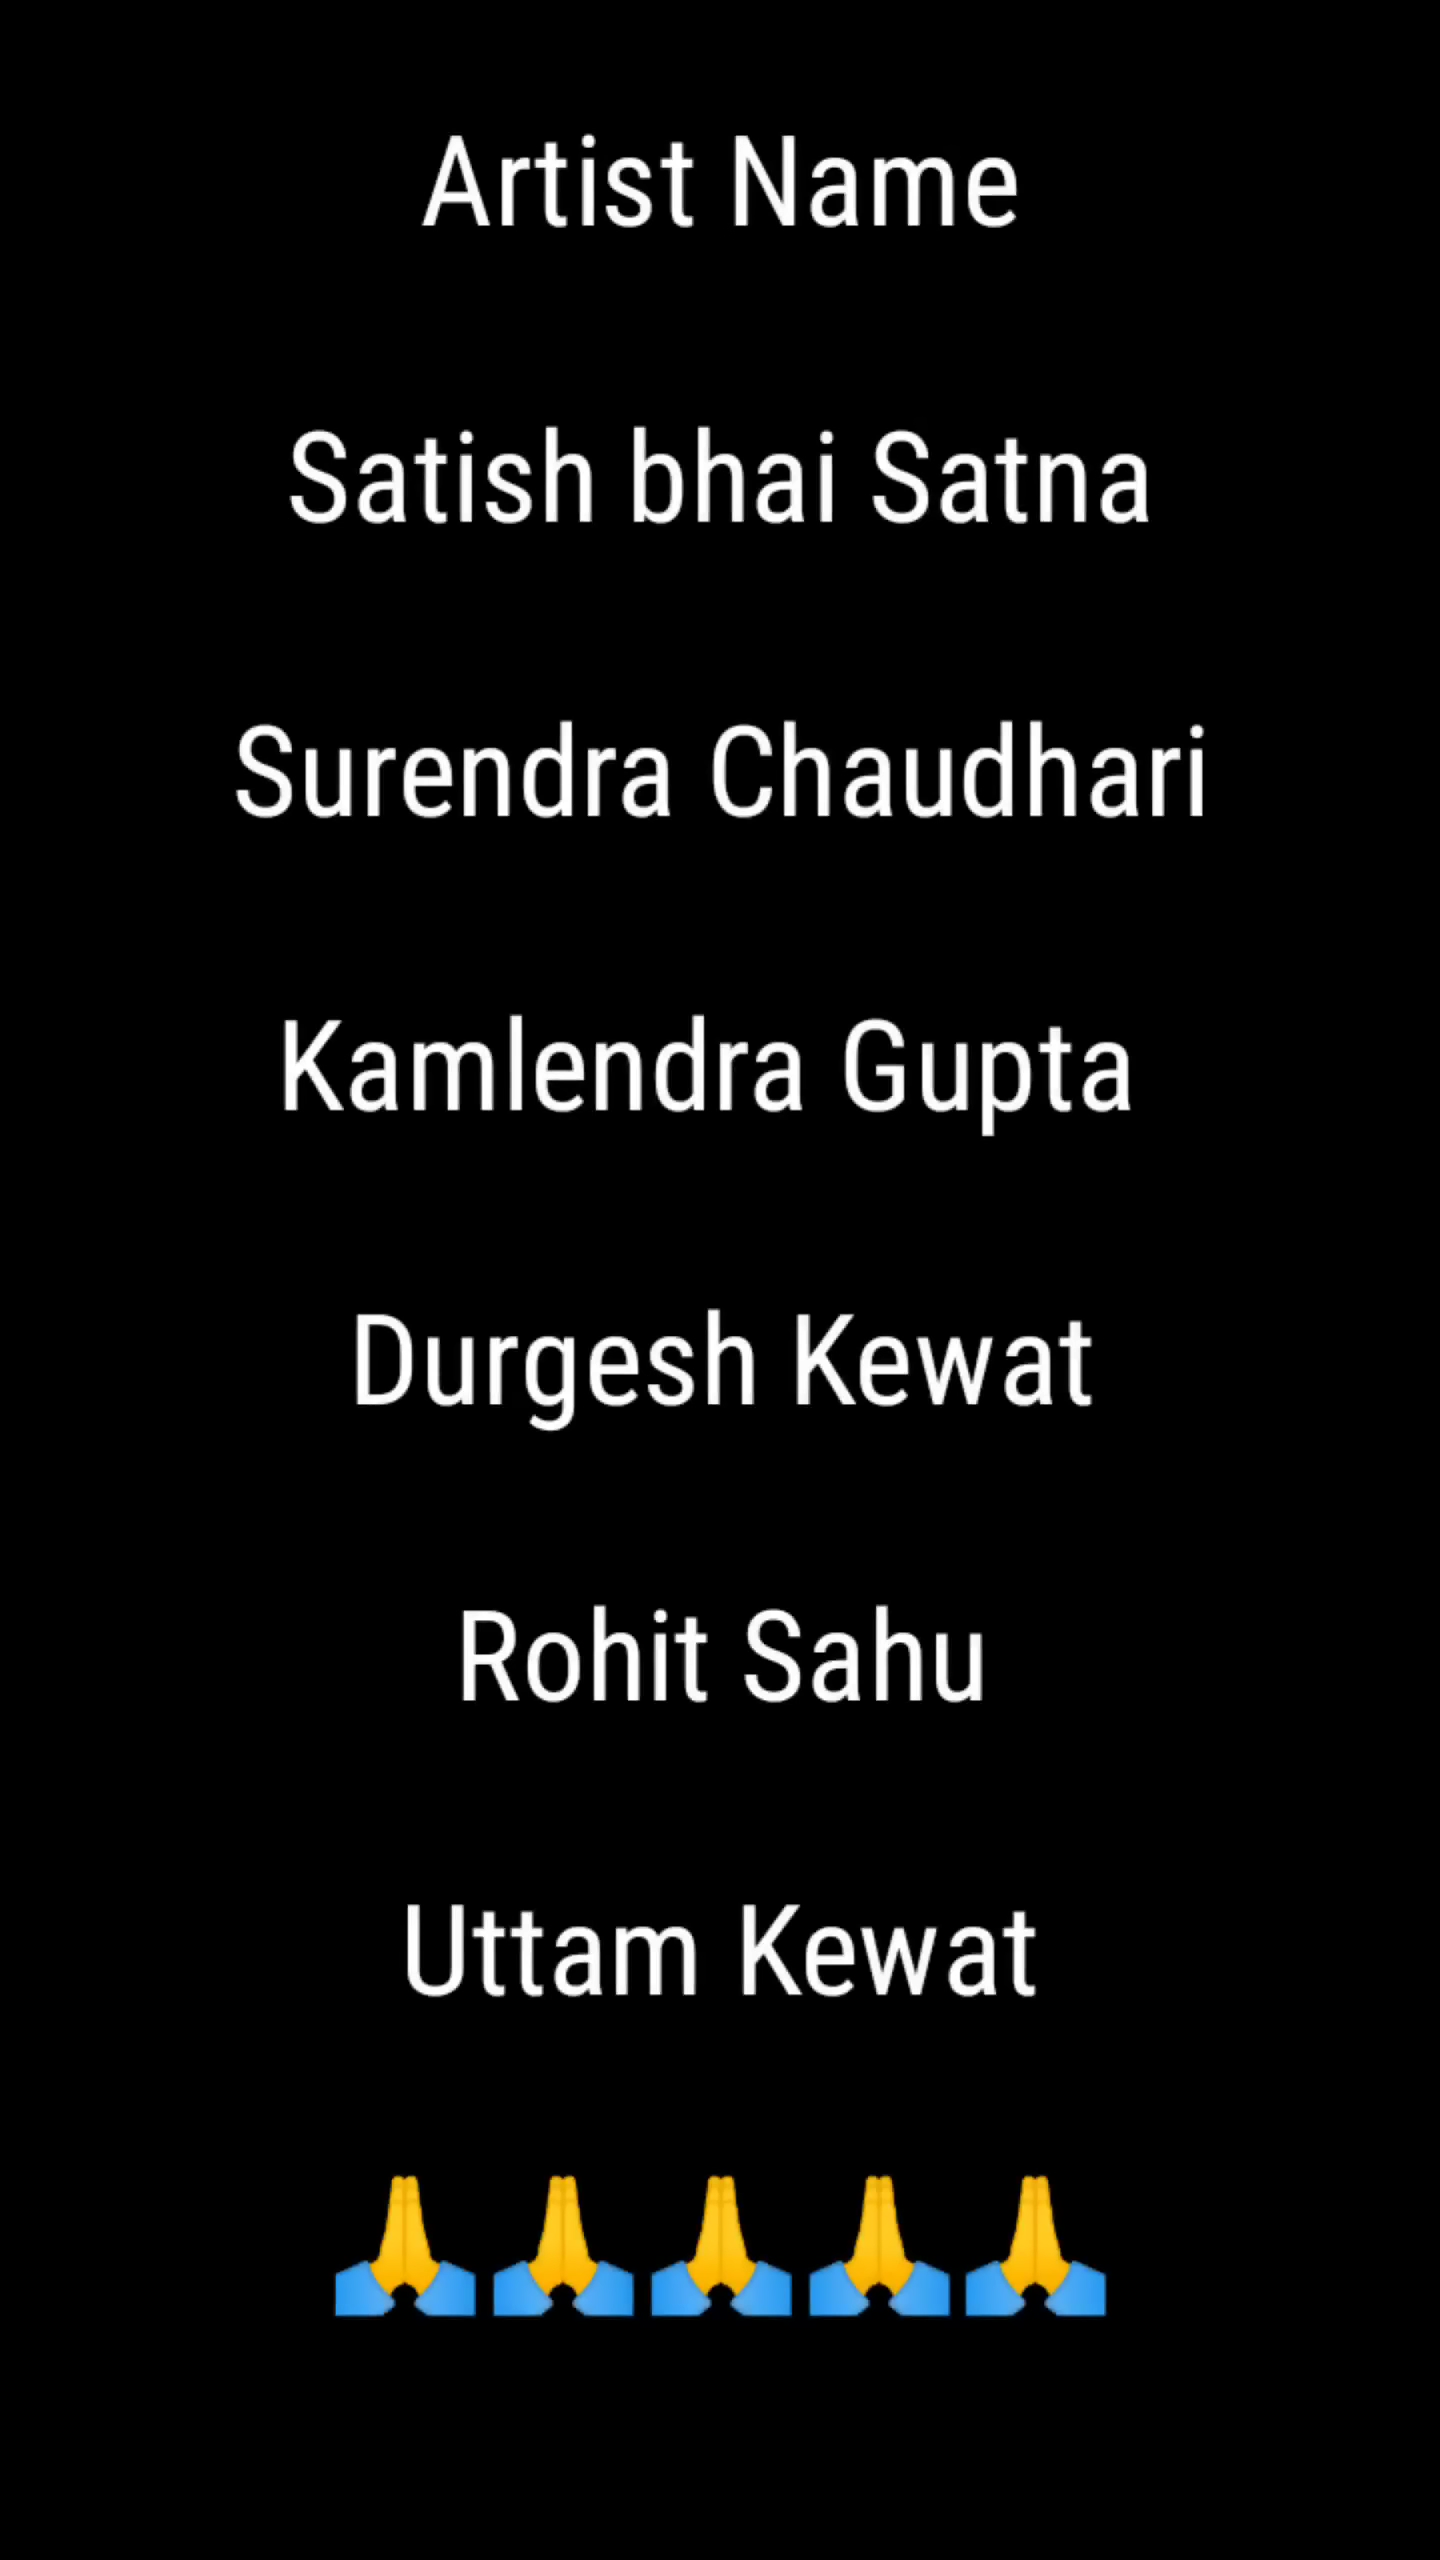 Artist Name
Satish bhai Satna
Surendra Chaudhari
Kamlendra Gupta
Durgesh Kewat
Rohit Sahu
Uttam Kewat
🙏🙏🙏🙏🙏